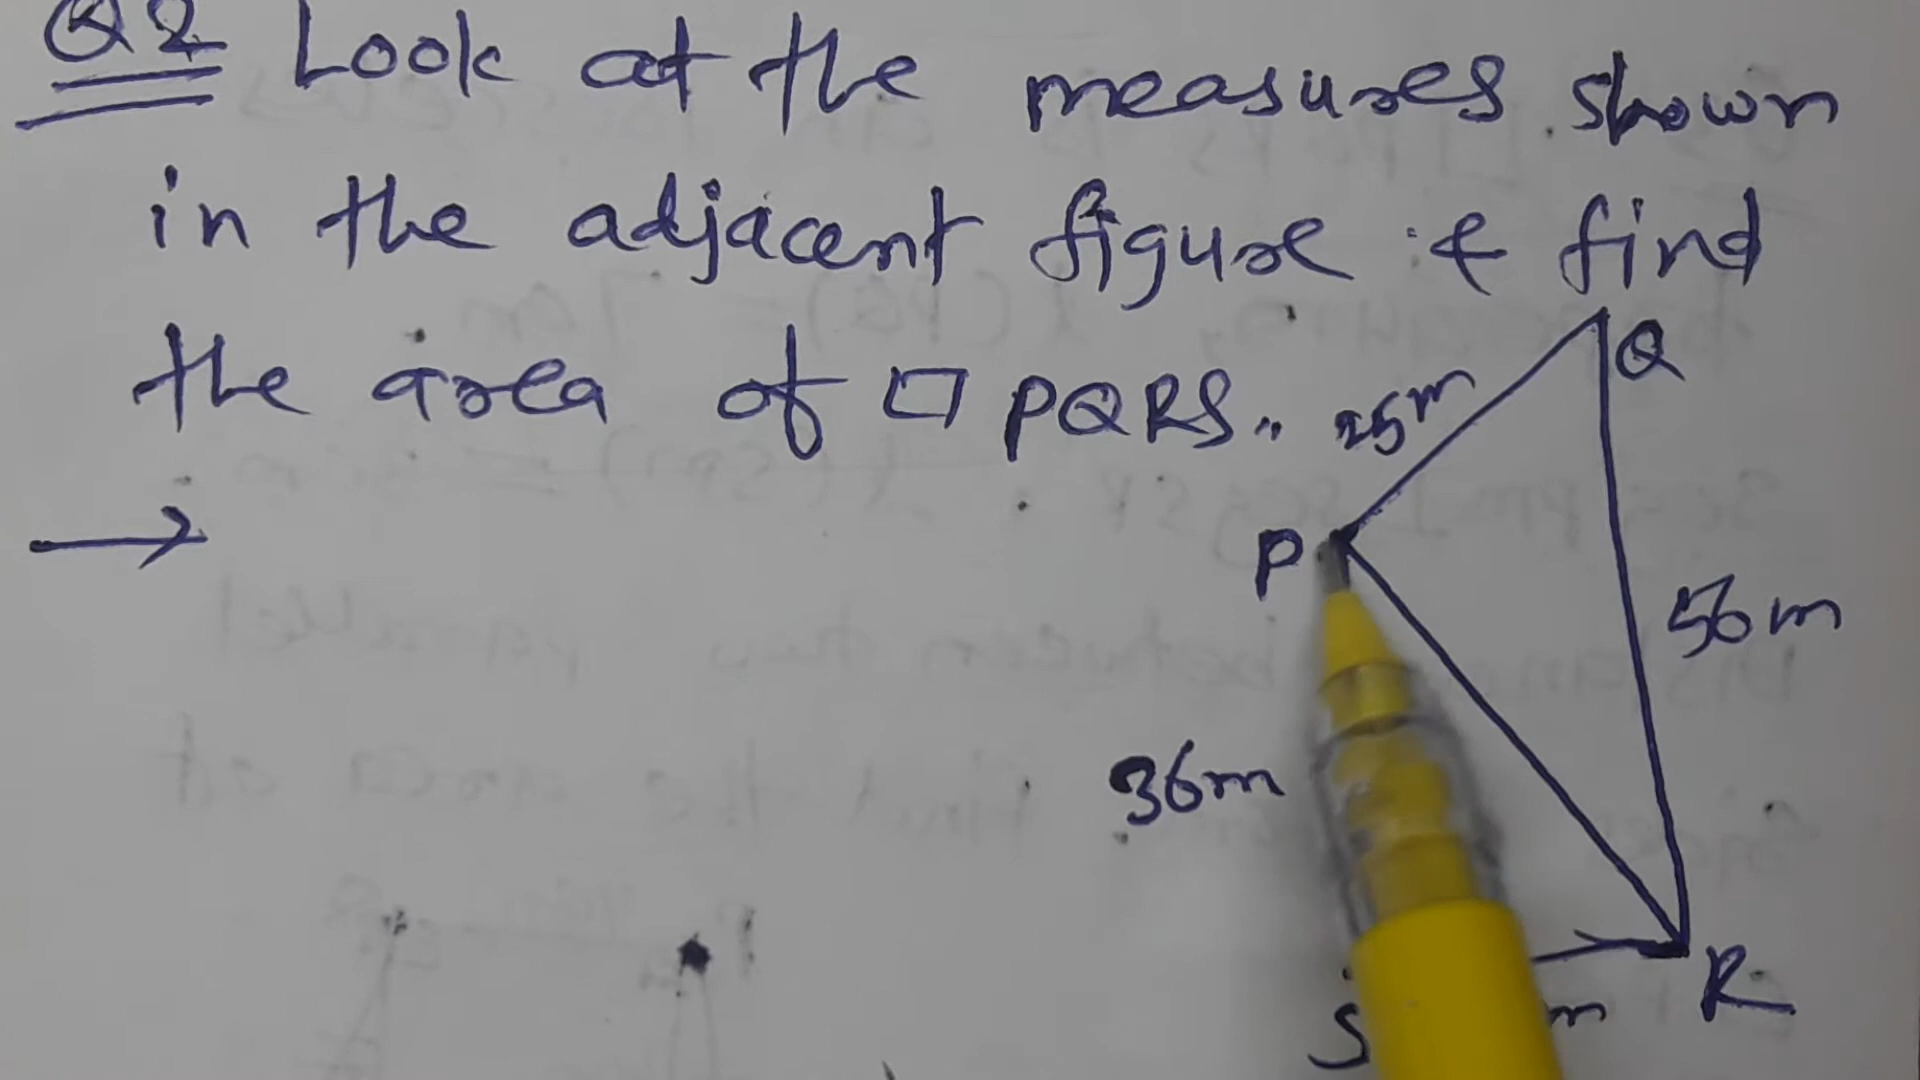 Q2 Look at the measures shown
in the adjacent figure & find
the area of □ PQRS.
25m
Q
P
56m
36m
S
m
R